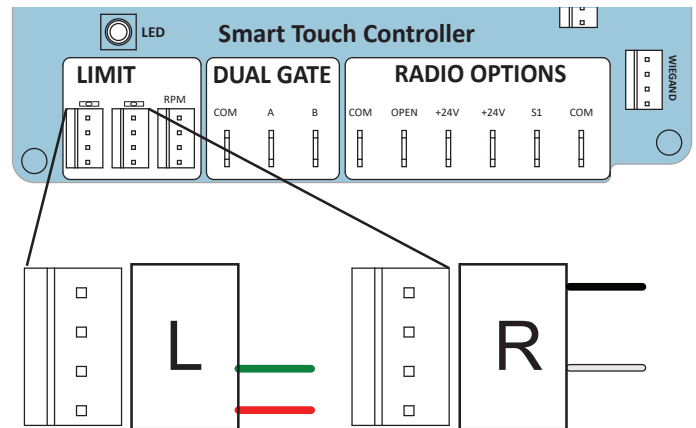 LED
Smart Touch Controller
WIEGAND
LIMIT
DUAL GATE
RADIO OPTIONS
RPM
COM A B
COM OPEN +24V +24V S1 COM
L
R